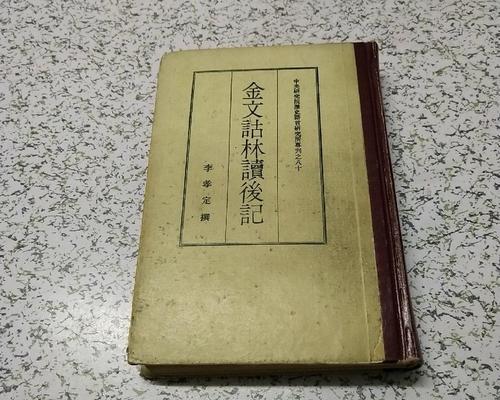 中央研究院歷史語言研究所專刊之八十
金文詁林讀後記
李孝定 撰